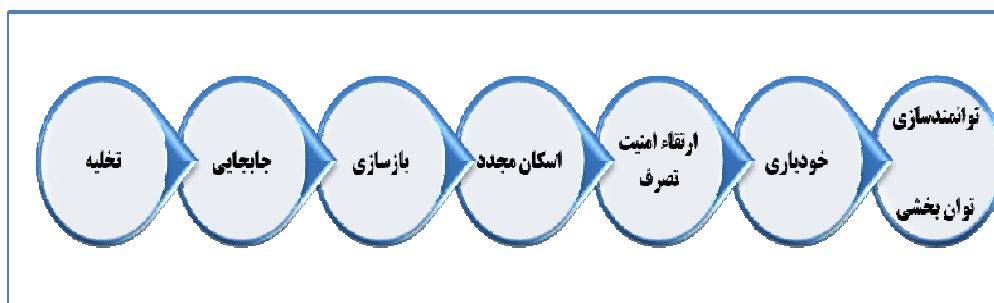 تخلیه
جابجایی
بازسازی
اسکان مجدد
ارتقاء امنیت
تصرف
خودیاری
توانمندسازی
توان بخشی